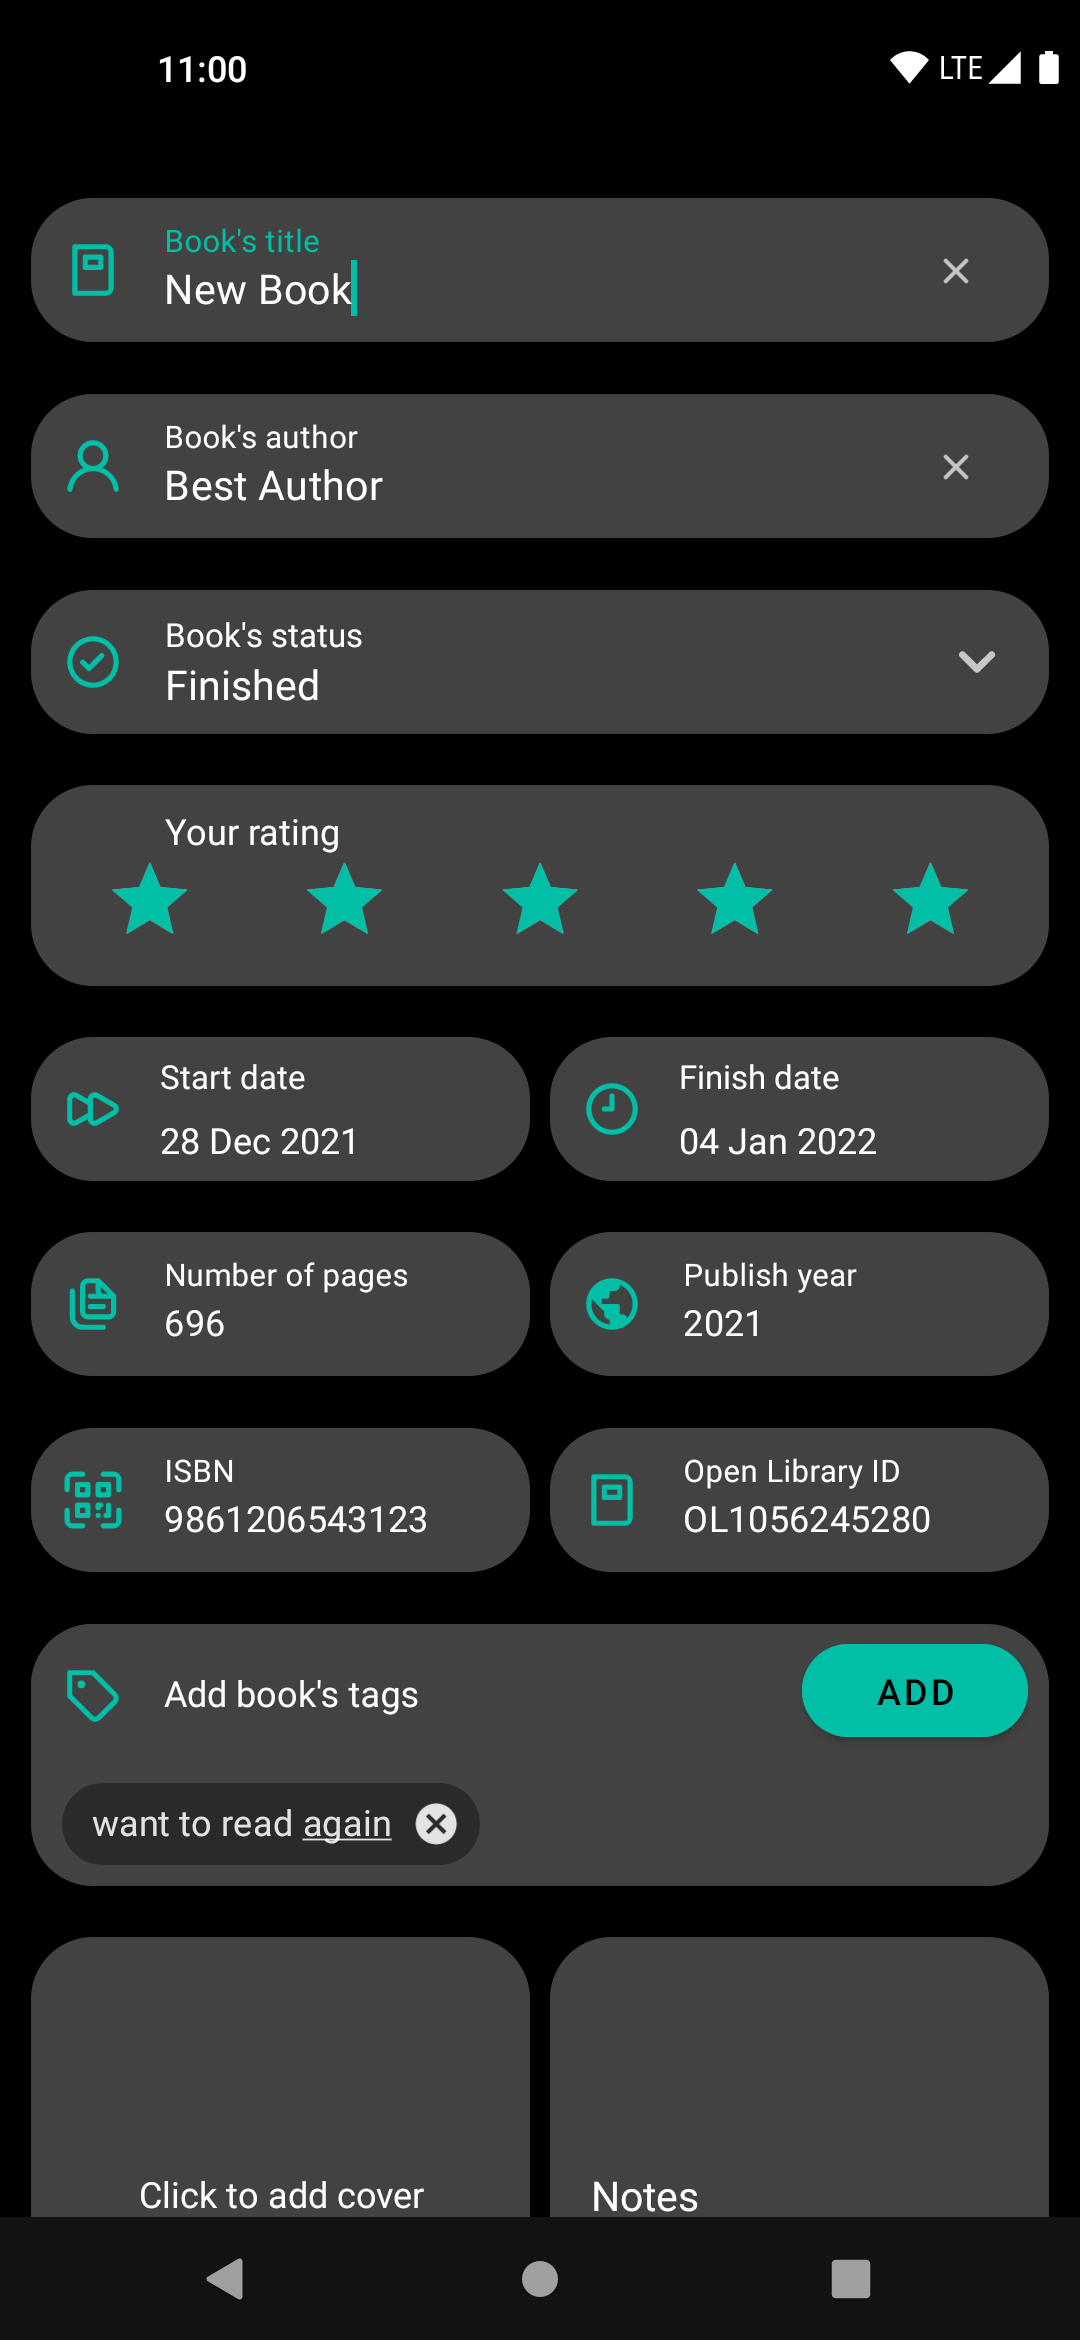 11:00
LTE
Book's title
New Book
Book's author
Best Author
Book's status
Finished
Your rating
Start date
28 Dec 2021
Finish date
04 Jan 2022
Number of pages
696
Publish year
2021
ISBN
9861206543123
Open Library ID
OL1056245280
Add book's tags
ADD
want to read again
Click to add cover
Notes